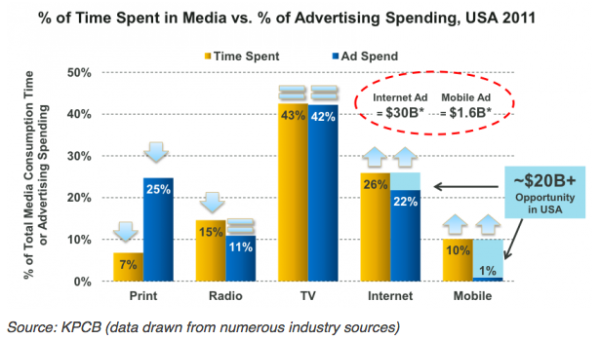 % of Time Spent in Media vs. % of Advertising Spending, USA 2011
Time Spent
Ad Spend
% of Total Media Consumption Time
or Advertising Spending
50%
40%
30%
20%
10%
0%
Internet Ad
= $30B*
Mobile Ad
= $1.6B*
7%
25%
15%
11%
43%
42%
26%
22%
10%
1%
~$20B+
Opportunity
in USA
Print
Radio
TV
Internet
Mobile
Source: KPCB (data drawn from numerous industry sources)